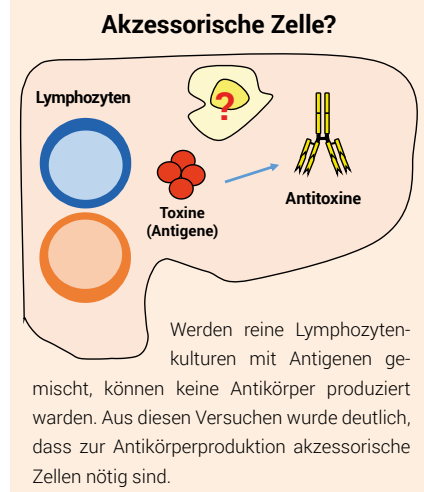 Akzessorische Zelle?
Lymphozyten
?
Toxine
(Antigene)
Antitoxine
Werden reine Lymphozyten-
kulturen mit Antigenen ge-
mischt, können keine Antikörper produziert
warden. Aus diesen Versuchen wurde deutlich,
dass zur Antikörperproduktion akzessorische
Zellen nötig sind.